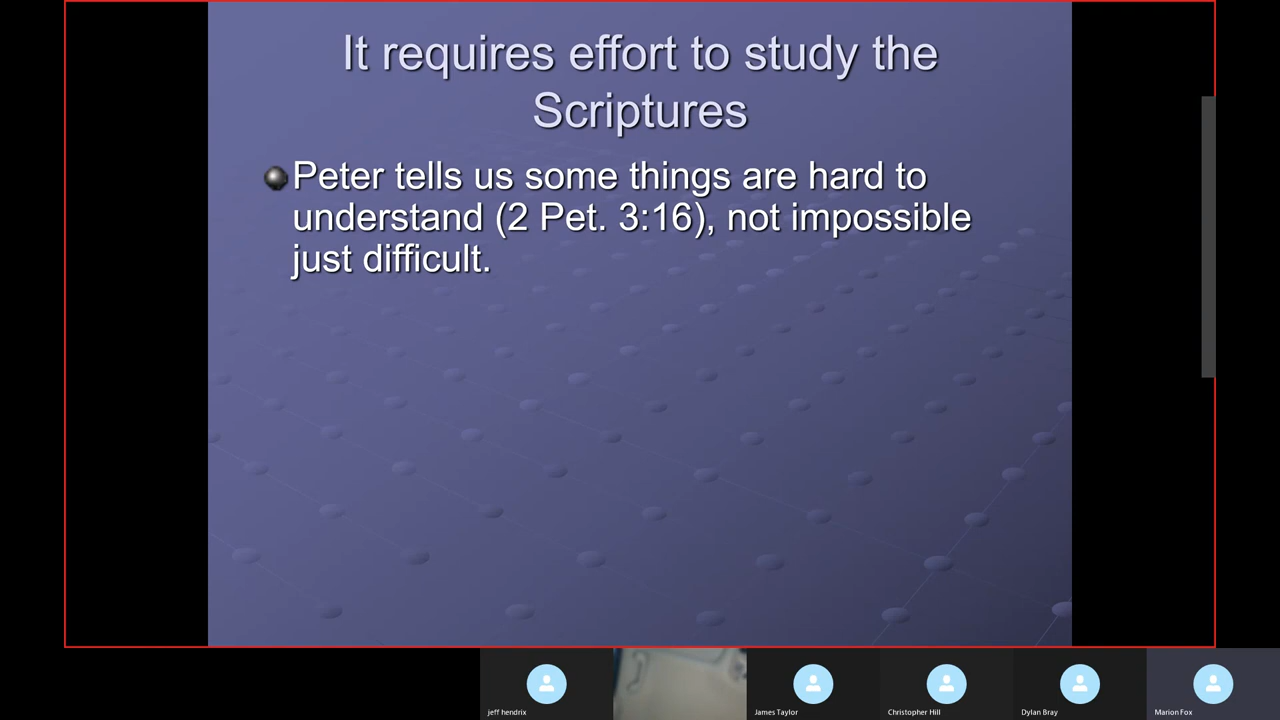 It requires effort to study the
Scriptures
Peter tells us some things are hard to
understand (2 Pet. 3:16), not impossible
just difficult.
jeff hendrix
James Taylor
Christopher Hill
Dylan Bray
Marion Fox